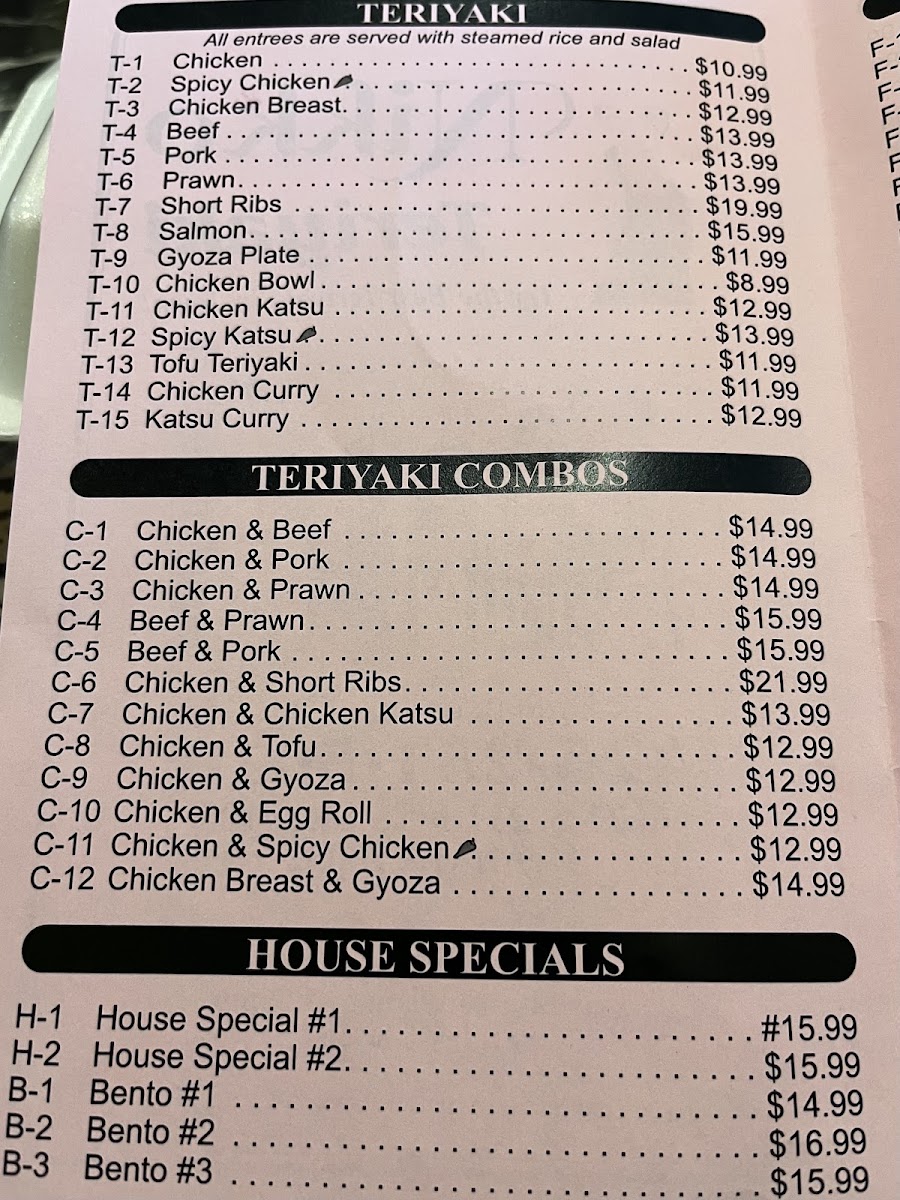 TERIYAKI
All entrees are served with steamed rice and salad
T-1 Chicken $10.99
T-2 Spicy Chicken $11.99
T-3 Chicken Breast $12.99
T-4 Beef $13.99
T-5 Pork $13.99
T-6 Prawn $13.99
T-7 Short Ribs $19.99
T-8 Salmon $15.99
T-9 Gyoza Plate $11.99
T-10 Chicken Bowl $8.99
T-11 Chicken Katsu $12.99
T-12 Spicy Katsu $13.99
T-13 Tofu Teriyaki $11.99
T-14 Chicken Curry $11.99
T-15 Katsu Curry $12.99
TERIYAKI COMBOS
C-1 Chicken & Beef $14.99
C-2 Chicken & Pork $14.99
C-3 Chicken & Prawn $14.99
C-4 Beef & Prawn $15.99
C-5 Beef & Pork $15.99
C-6 Chicken & Short Ribs $21.99
C-7 Chicken & Chicken Katsu $13.99
C-8 Chicken & Tofu $12.99
C-9 Chicken & Gyoza $12.99
C-10 Chicken & Egg Roll $12.99
C-11 Chicken & Spicy Chicken $12.99
C-12 Chicken Breast & Gyoza $14.99
HOUSE SPECIALS
H-1 House Special #1 #15.99
H-2 House Special #2 $15.99
B-1 Bento #1 $14.99
B-2 Bento #2 $16.99
B-3 Bento #3 $15.99